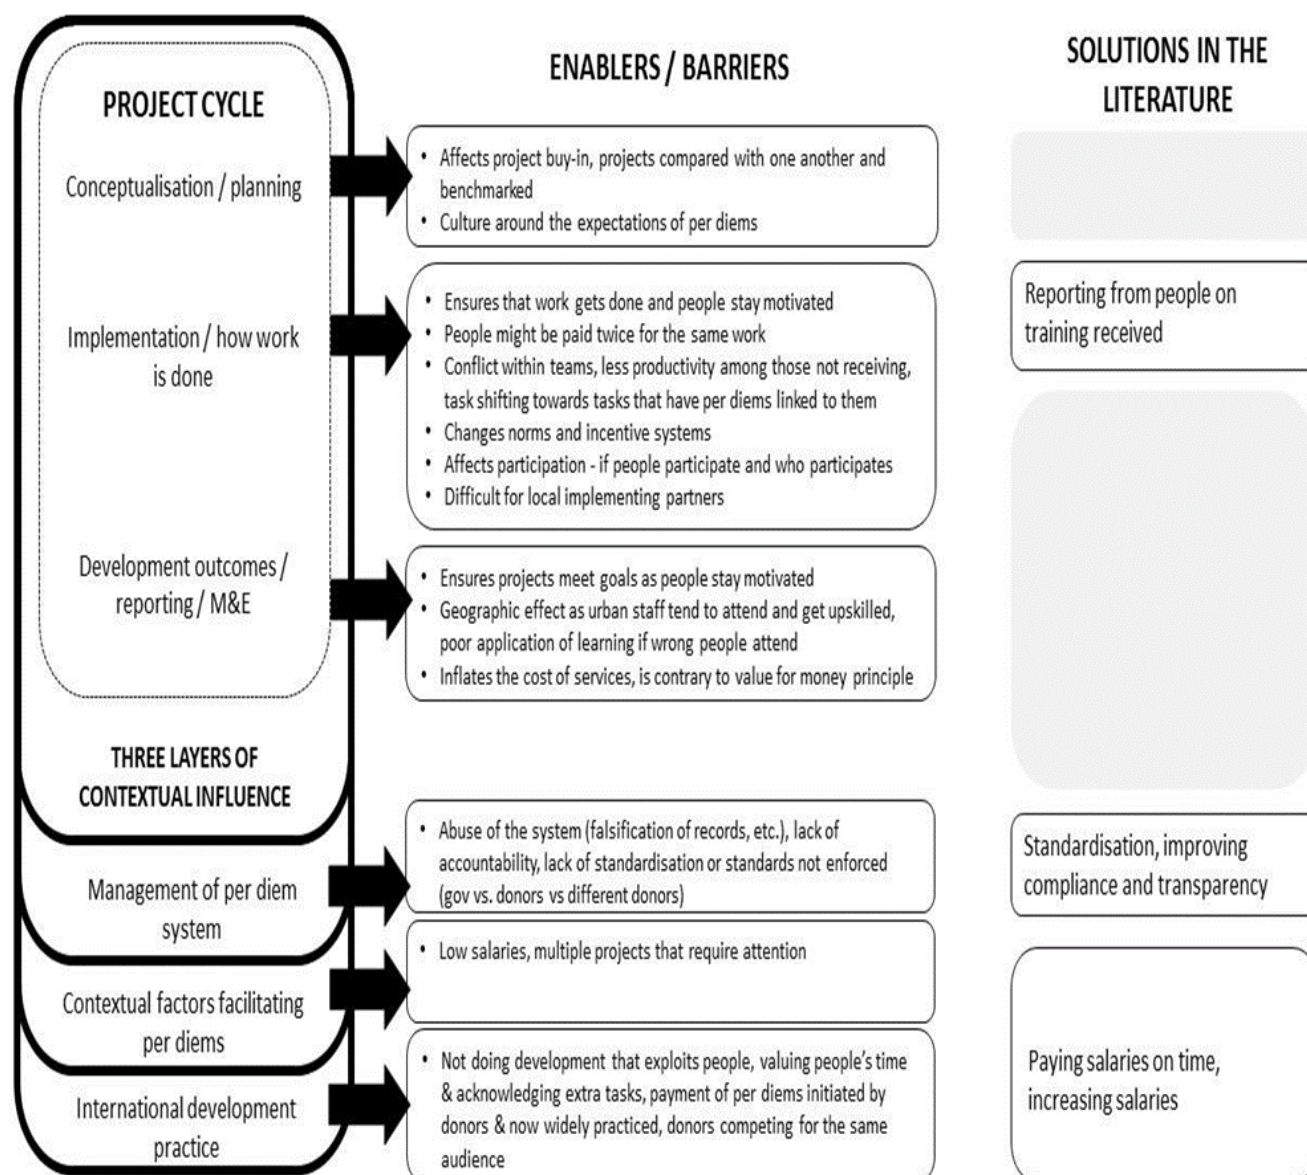 PROJECT CYCLE
Conceptualisation / planning
Implementation / how work
is done
Development outcomes /
reporting / M&E
THREE LAYERS OF
CONTEXTUAL INFLUENCE
Management of per diem
system
Contextual factors facilitating
per diems
International development
practice
ENABLERS / BARRIERS
• Affects project buy-in, projects compared with one another and
benchmarked
• Culture around the expectations of per diems
• Ensures that work gets done and people stay motivated
• People might be paid twice for the same work
• Conflict within teams, less productivity among those not receiving,
task shifting towards tasks that have per diems linked to them
• Changes norms and incentive systems
• Affects participation - if people participate and who participates
• Difficult for local implementing partners
• Ensures projects meet goals as people stay motivated
• Geographic effect as urban staff tend to attend and get upskilled,
poor application of learning if wrong people attend
• Inflates the cost of services, is contrary to value for money principle
• Abuse of the system (falsification of records, etc.), lack of
accountability, lack of standardisation or standards not enforced
(gov vs. donors vs different donors)
• Low salaries, multiple projects that require attention
• Not doing development that exploits people, valuing people's time
& acknowledging extra tasks, payment of per diems initiated by
donors & now widely practiced, donors competing for the same
audience
SOLUTIONS IN THE
LITERATURE
Reporting from people on
training received
Standardisation, improving
compliance and transparency
Paying salaries on time,
increasing salaries